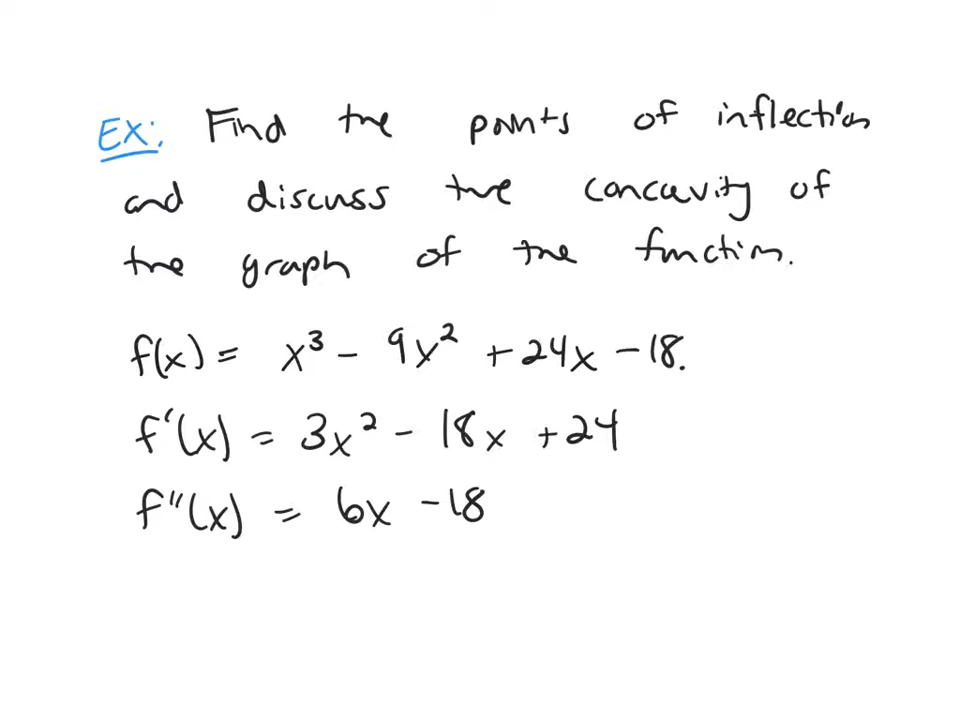 EX: Find the points of inflection
and discuss the concavity of
the graph of the function.
f(x) = x³ - 9x² + 24x - 18.
f'(x) = 3x² - 18x + 24
f''(x) = 6x - 18